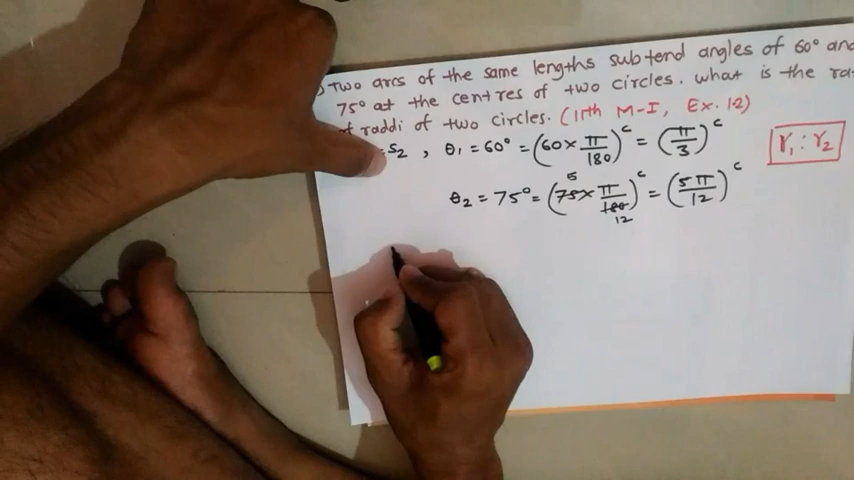 two arcs of the same lengths subtend angles of 60° and
75° at the centres of two circles. what is the
raddi of two circles. (11th M-I, Ex. 12)
S₂ , θ₁ = 60° = (60 × π/180)ᶜ = (π/3)ᶜ
r₁ : r₂
θ₂ = 75° = (75 5 × π/180 12)ᶜ = (5π/12)ᶜ